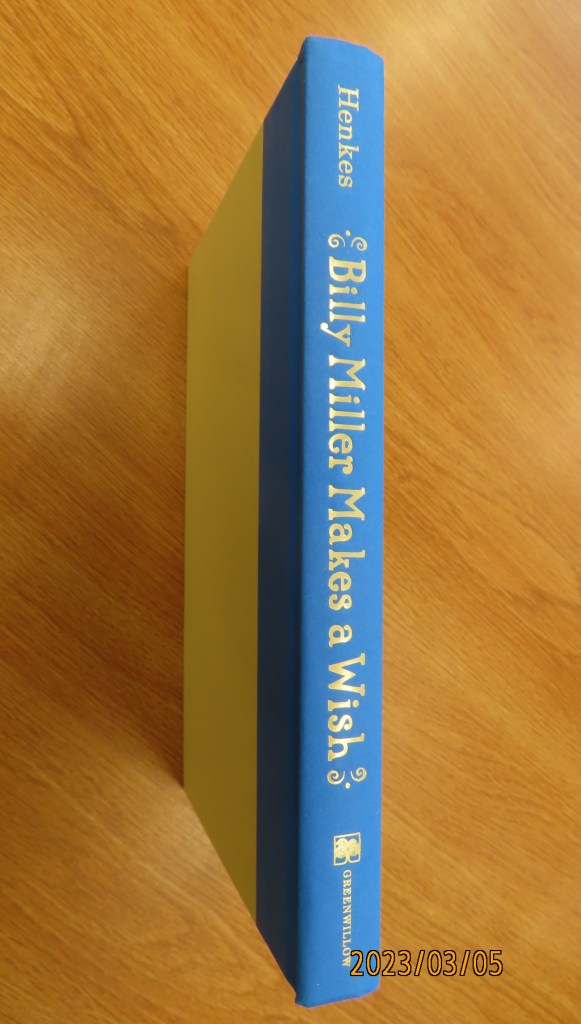 Henkes
Billy Miller Makes a Wish
GREENWILLOW
2023/03/05